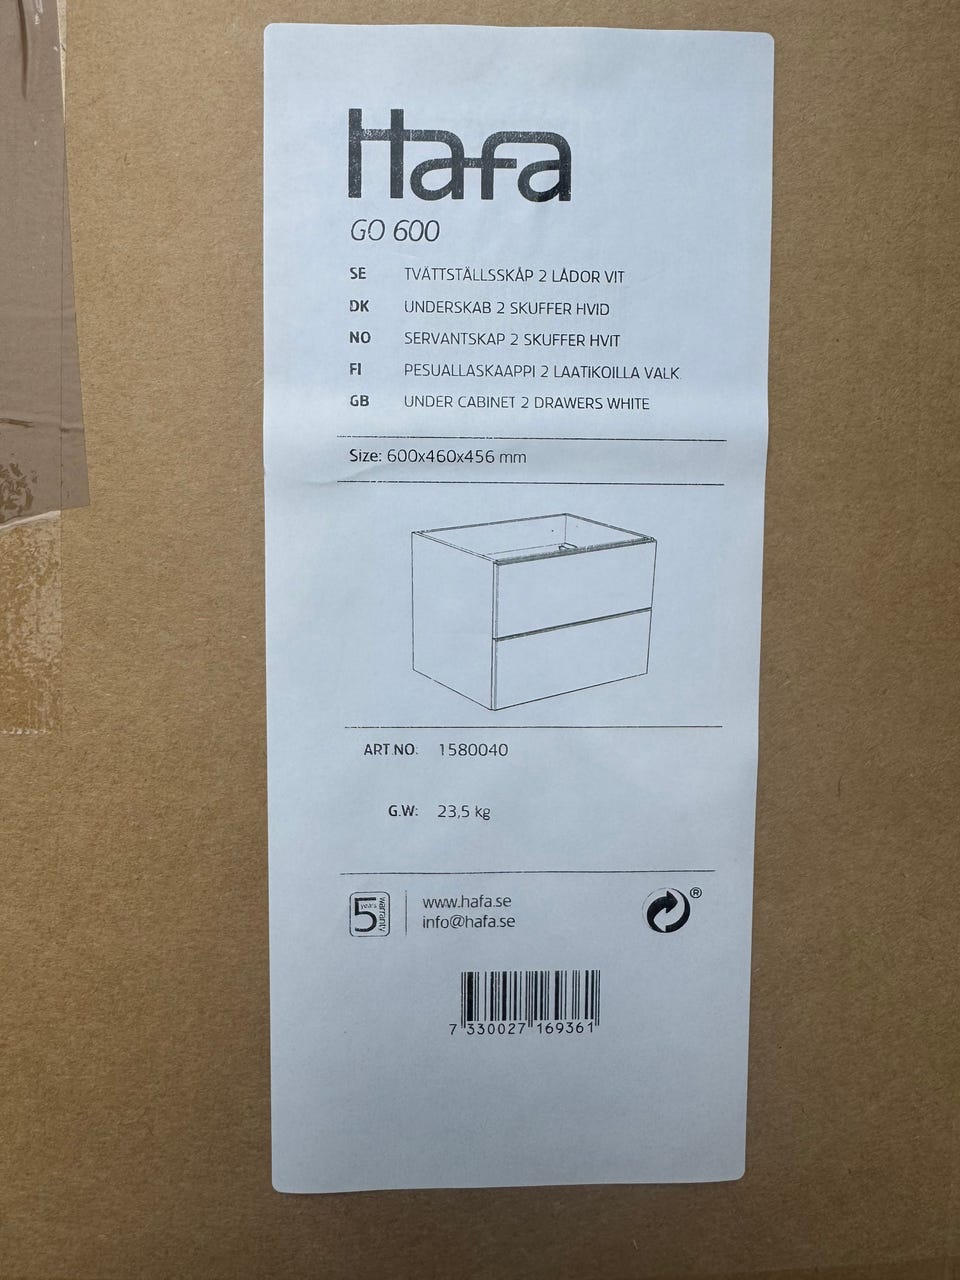 Hafa
GO 600
SE TVÄTTSTÄLLSSKÅP 2 LÅDOR VIT
DK UNDERSKAB 2 SKUFFER HVID
NO SERVANTSKAP 2 SKUFFER HVIT
FI PESUALLASKAAPPI 2 LAATIKOILLA VALK.
GB UNDER CABINET 2 DRAWERS WHITE
Size: 600x460x456 mm
ART.NO: 1580040
G.W: 23,5 kg
5 years warranty
www.hafa.se
info@hafa.se
®
7 330027 169361